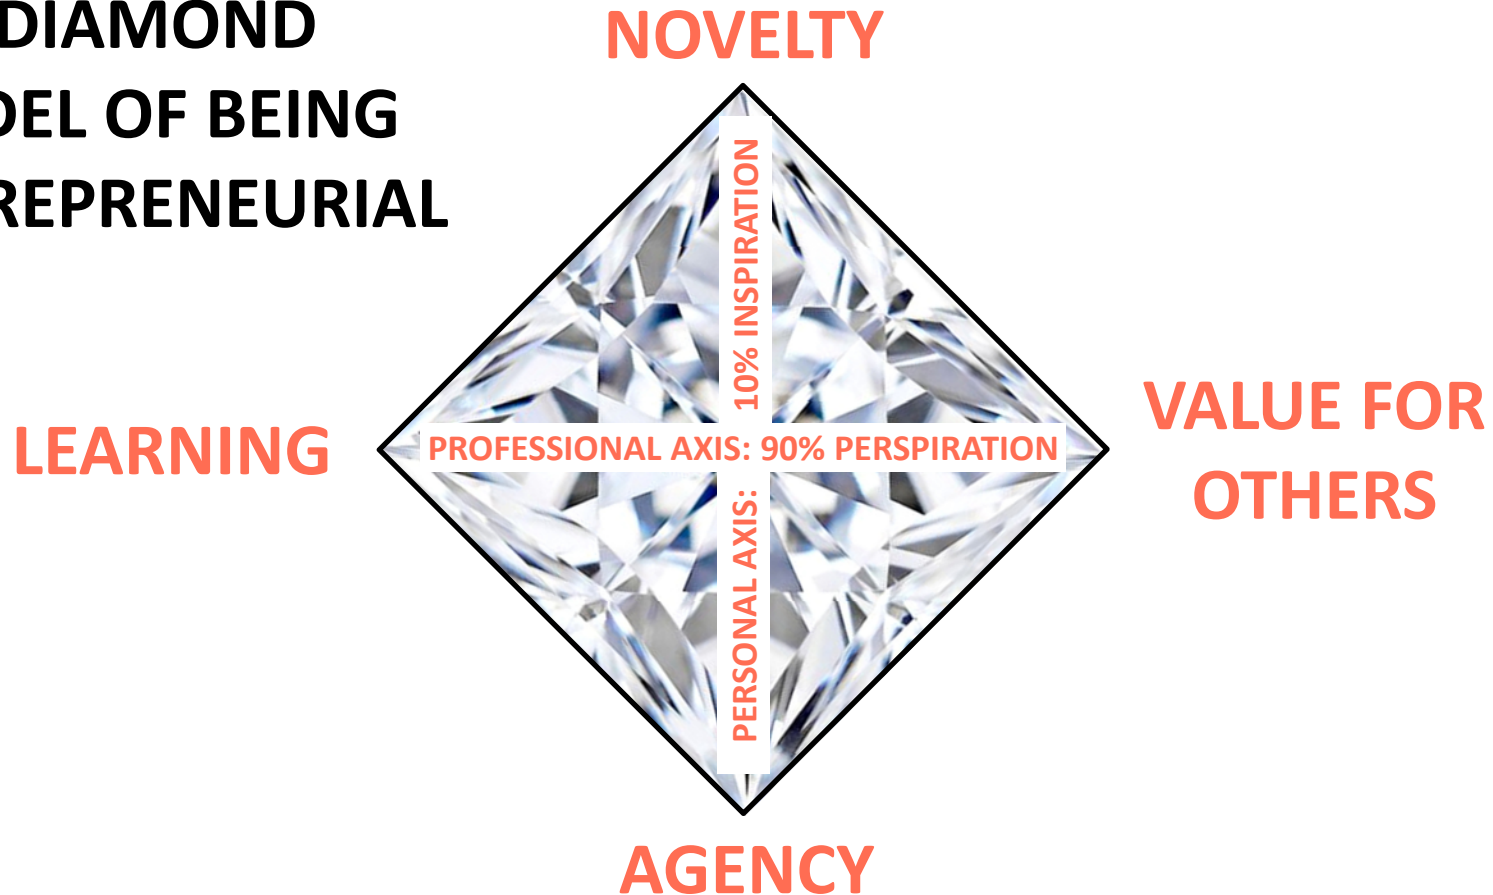 DIAMOND
DEL OF BEING
REPRENEURIAL
NOVELTY
PERSONAL AXIS: 10% INSPIRATION
LEARNING
PROFESSIONAL AXIS: 90% PERSPIRATION
VALUE FOR
OTHERS
AGENCY